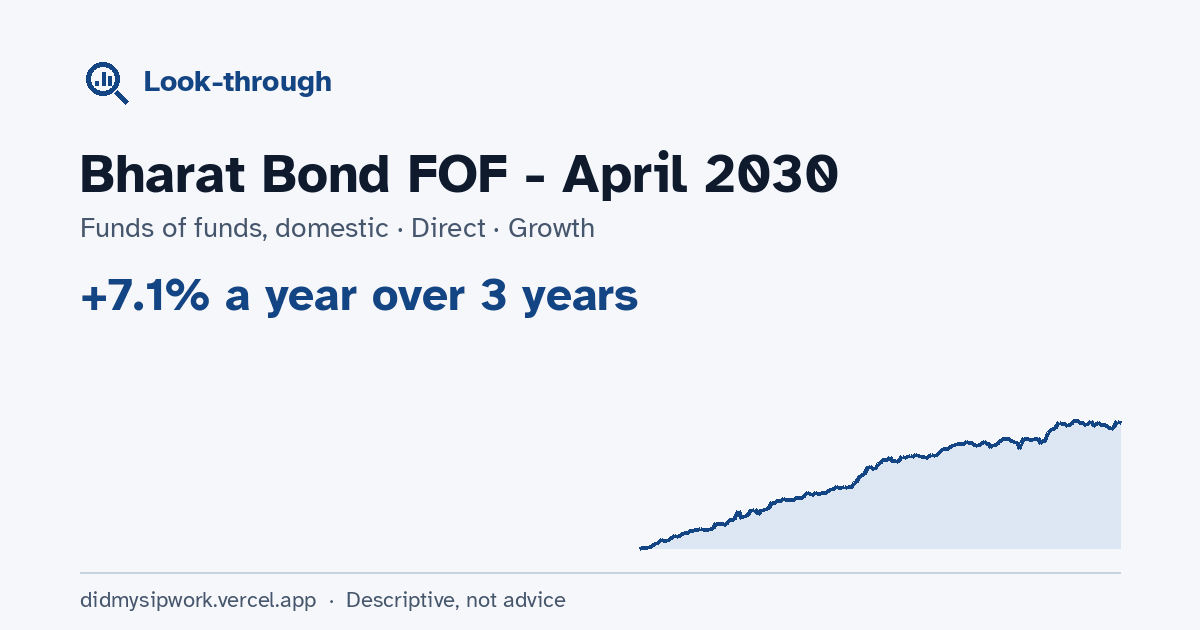 Look-through
Bharat Bond FOF - April 2030
Funds of funds, domestic · Direct · Growth
+7.1% a year over 3 years
didmysipwork.vercel.app · Descriptive, not advice